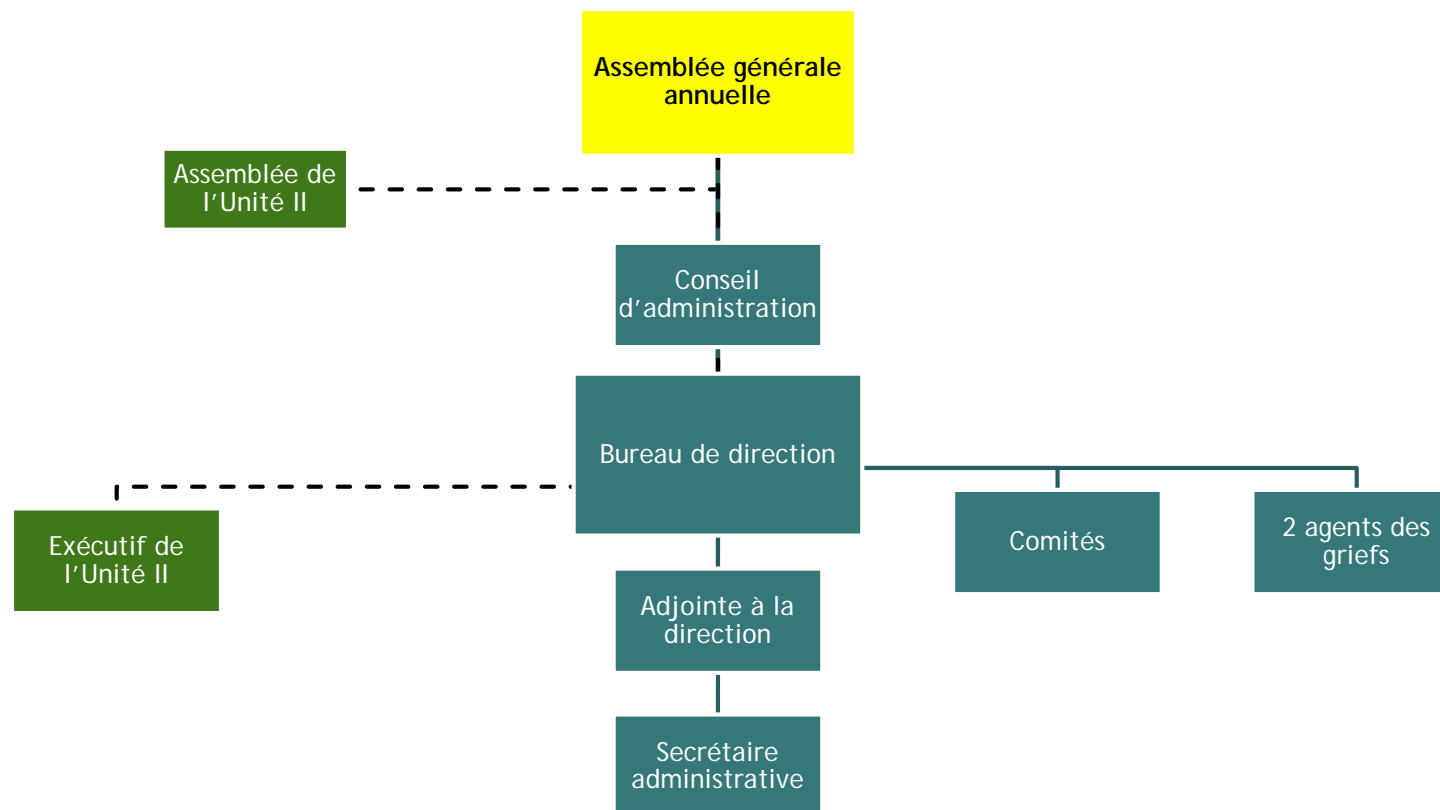 Assemblée générale
annuelle
Assemblée de
l'Unité II
Conseil
d'administration
Bureau de direction
Exécutif de
l'Unité II
Comités
2 agents des
griefs
Adjointe à la
direction
Secrétaire
administrative